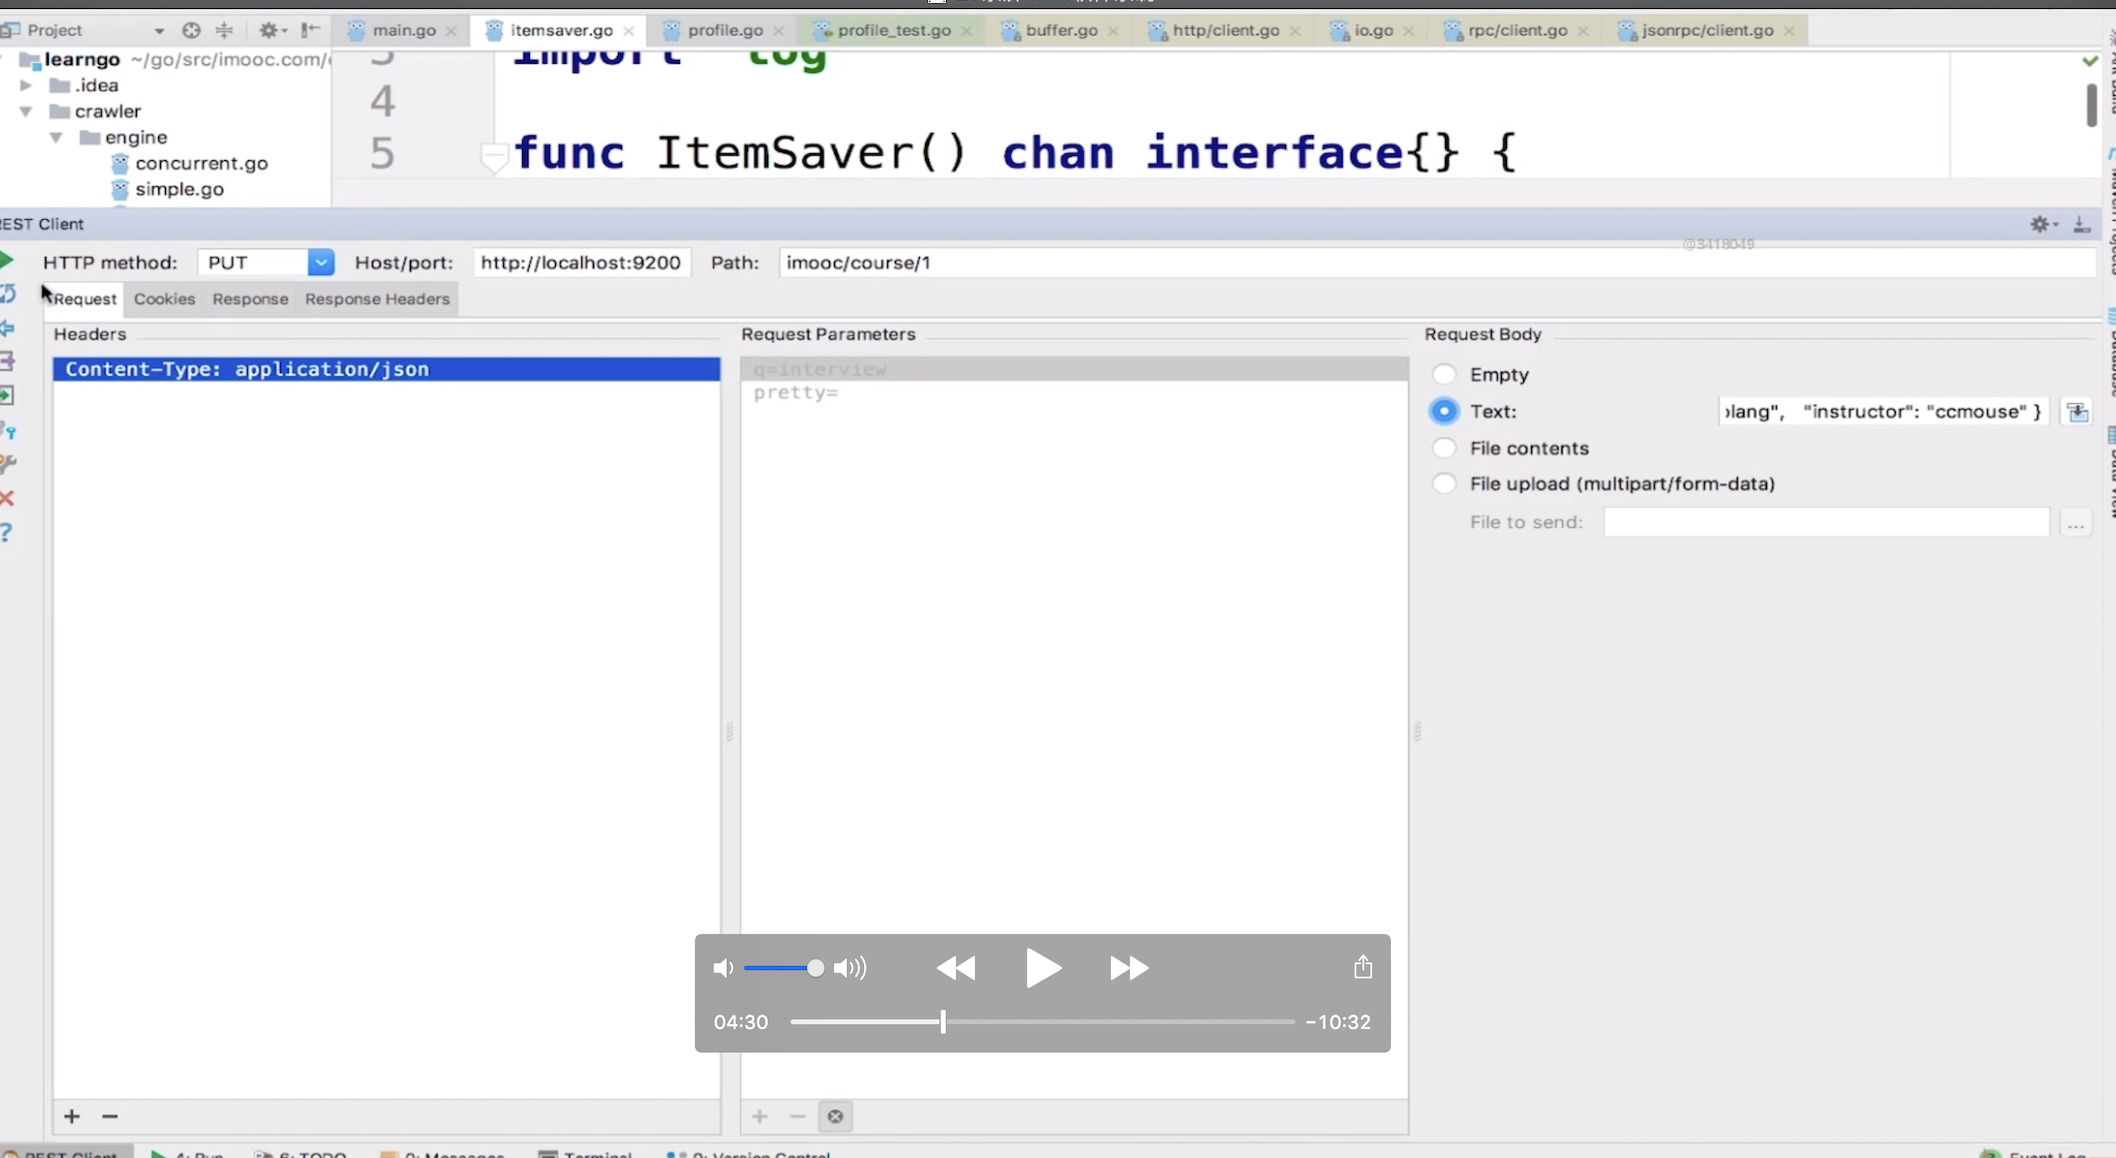 Project
main.go
itemsaver.go
profile.go
profile_test.go
buffer.go
http/client.go
io.go
rpc/client.go
jsonrpc/client.go
learngo ~/go/src/imooc.com/
.idea
crawler
engine
concurrent.go
simple.go
import "log
4
5 func ItemSaver() chan interface{} {
REST Client
@3418049
HTTP method: PUT Host/port: http://localhost:9200 Path: imooc/course/1
Request Cookies Response Response Headers
Headers
Content-Type: application/json
Request Parameters
q=interview
pretty=
Request Body
Empty
Text: lang", "instructor": "ccmouse" }
File contents
File upload (multipart/form-data)
File to send: ...
04:30 -10:32
REST Client 4: Run 6: TODO 0: Messages Terminal 9: Version Control Event Log